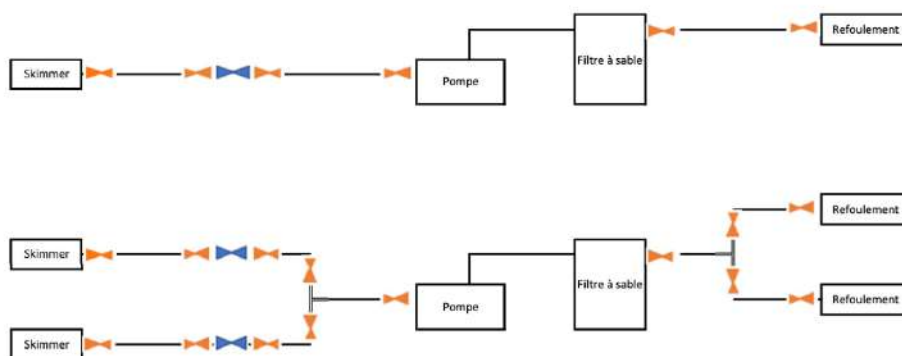 Refoulement
Filtre à sable
Skimmer
Pompe
Refoulement
Skimmer
Filtre à sable
Pompe
Refoulement
Skimmer